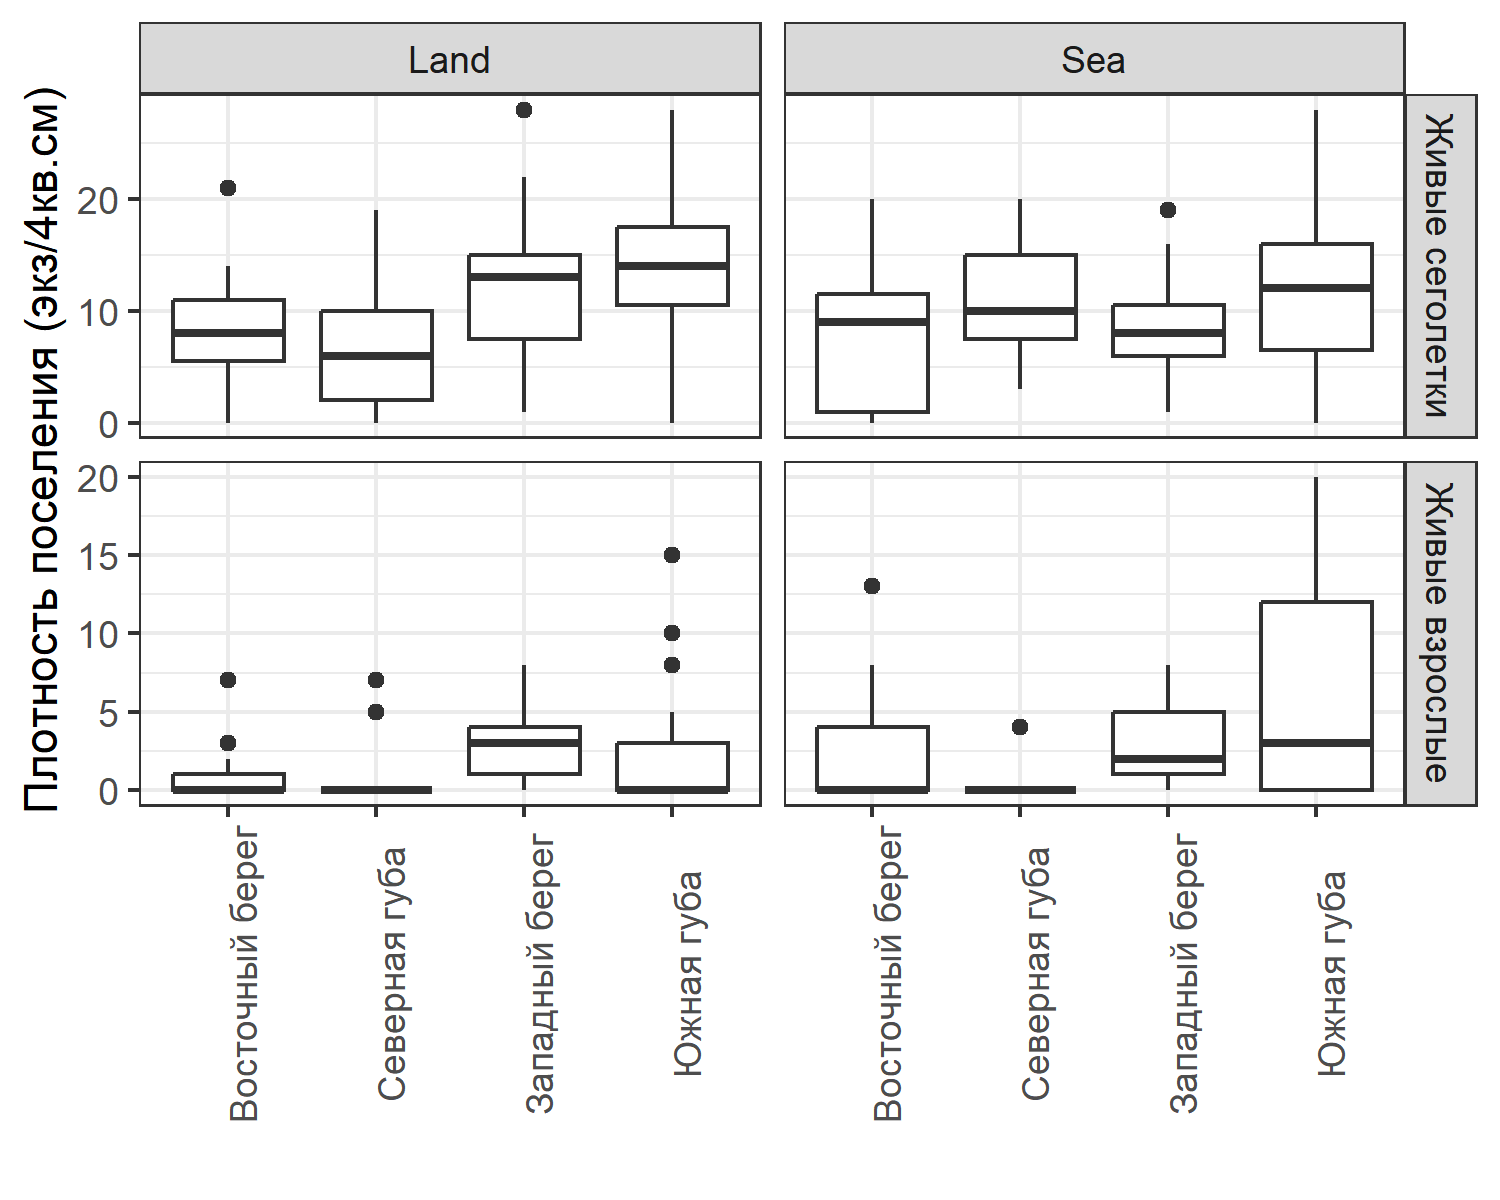 Land
Sea
Плотность поселения (экз/4кв.см)
20
10
0
Живые сеголетки
20
15
10
5
0
Живые взрослые
Восточный берег
Северная губа
Западный берег
Южная губа
Восточный берег
Северная губа
Западный берег
Южная губа